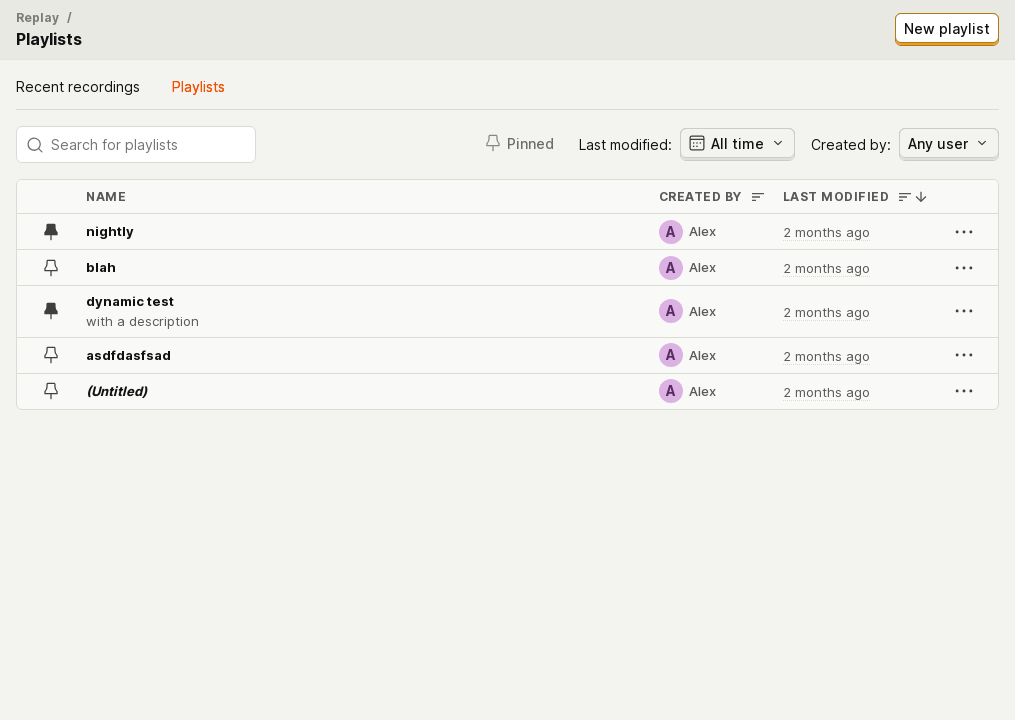 Replay /
Playlists
New playlist
Recent recordings Playlists
Search for playlists Pinned Last modified: All time Created by: Any user
NAME CREATED BY LAST MODIFIED
nightly A Alex 2 months ago
blah A Alex 2 months ago
dynamic test
with a description A Alex 2 months ago
asdfdasfsad A Alex 2 months ago
(Untitled) A Alex 2 months ago